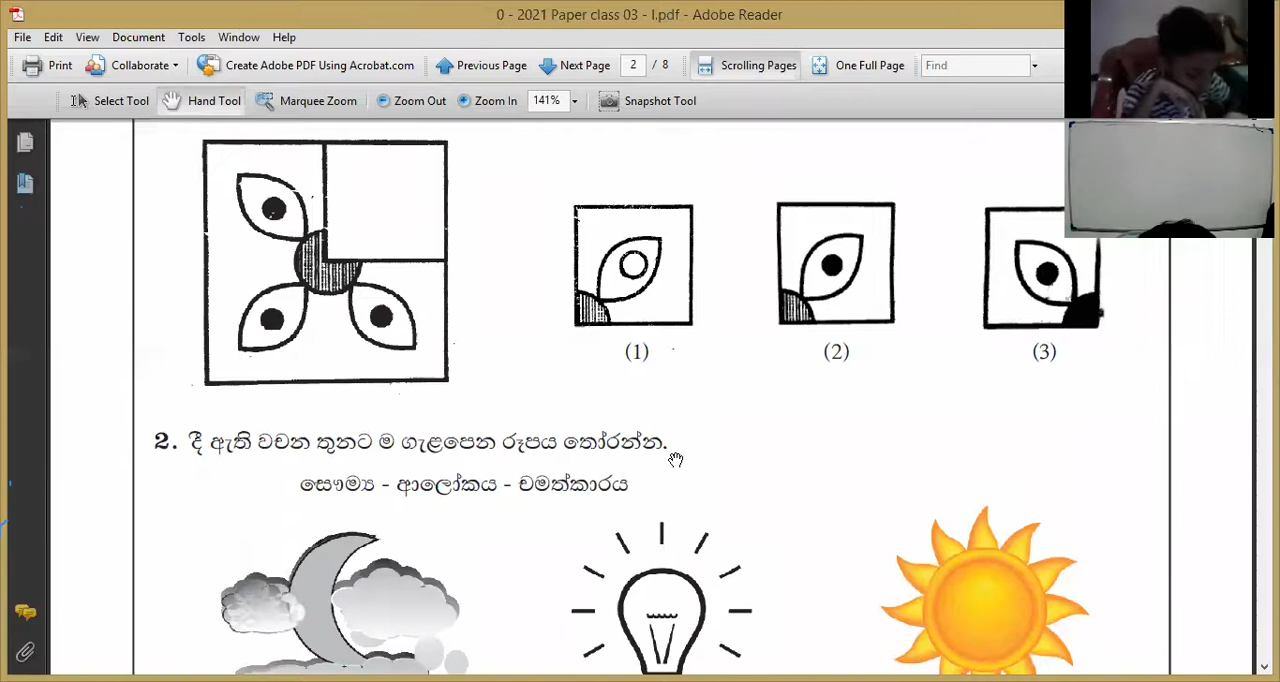 0 - 2021 Paper class 03 - I.pdf - Adobe Reader
File Edit View Document Tools Window Help
Print Collaborate Create Adobe PDF Using Acrobat.com Previous Page Next Page 2 / 8 Scrolling Pages One Full Page Find
Select Tool Hand Tool Marquee Zoom Zoom Out Zoom In 141% Snapshot Tool
(1) (2) (3)
2. දී ඇති වචන තුනට ම ගැළපෙන රූපය තෝරන්න.
සෞම්‍ය - ආලෝකය - චමත්කාරය